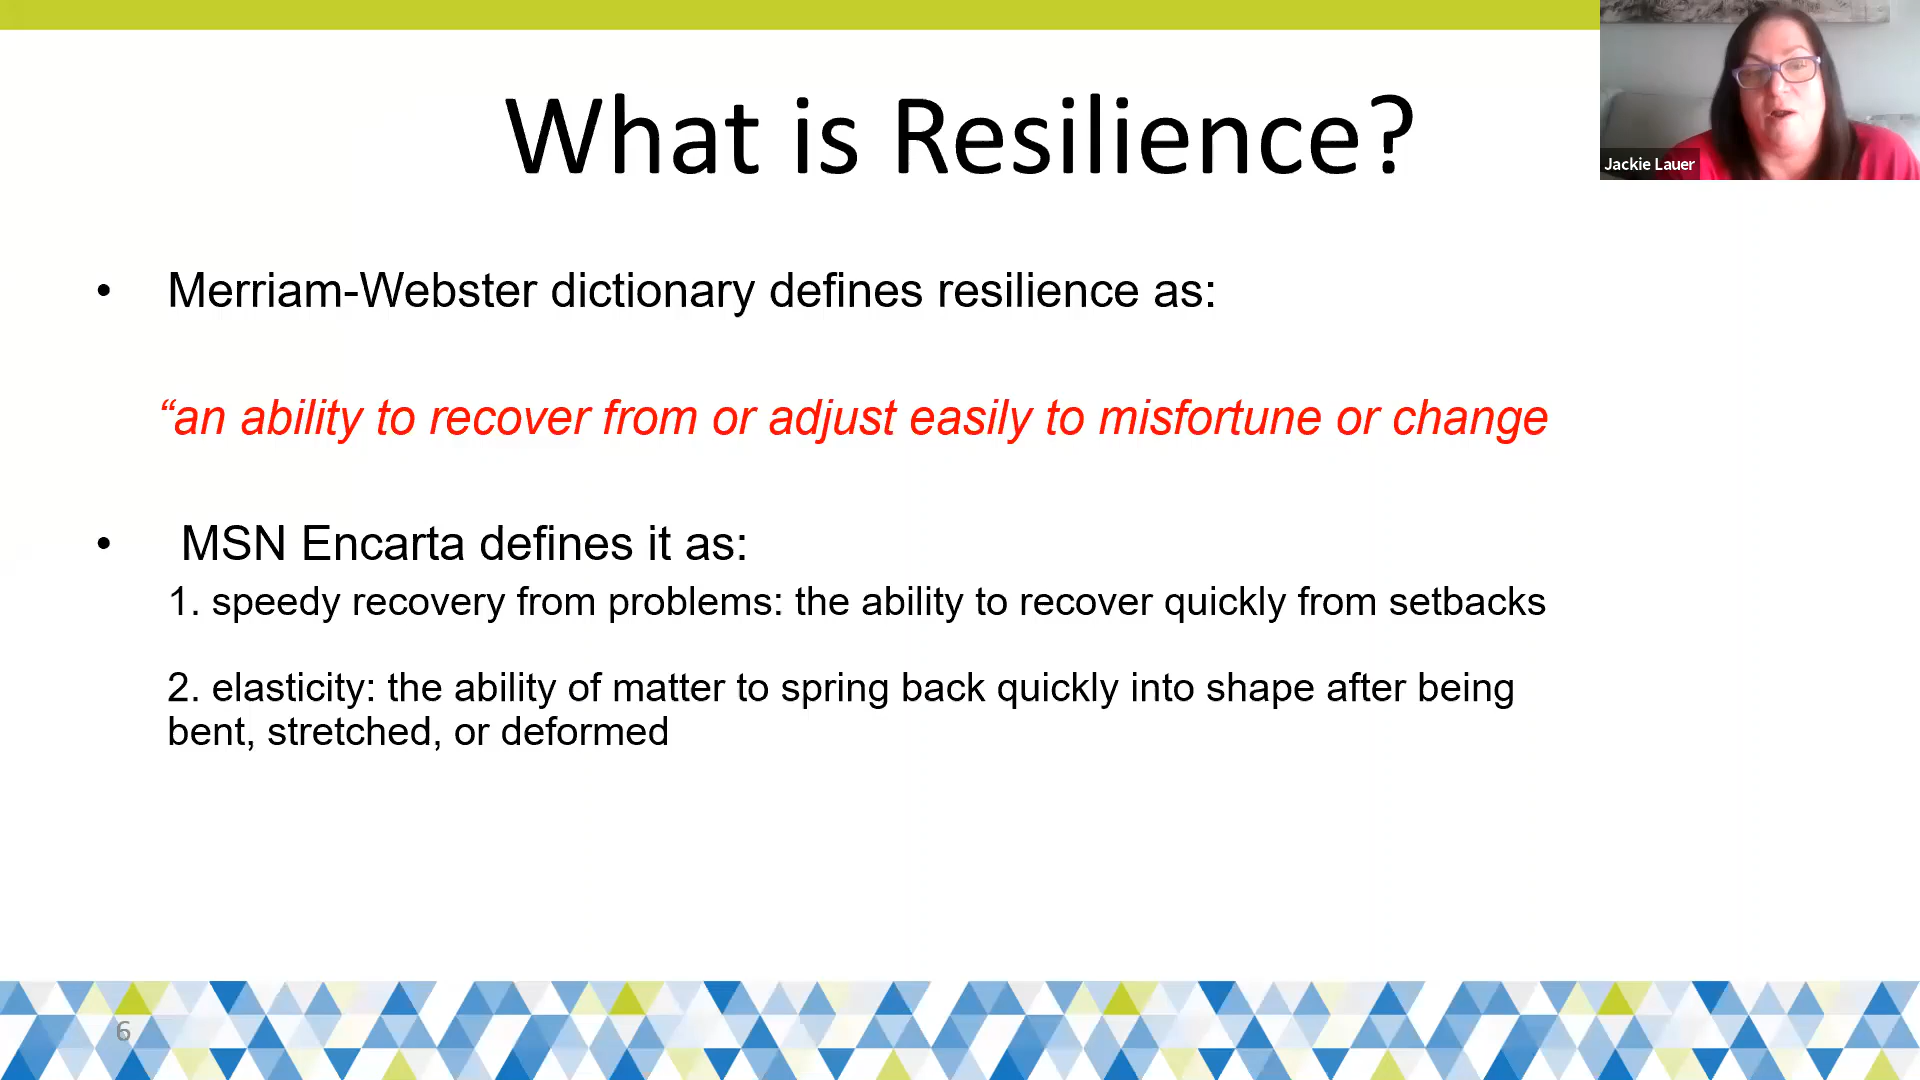 What is Resilience?
Jackie Lauer
• Merriam-Webster dictionary defines resilience as:
“an ability to recover from or adjust easily to misfortune or change
• MSN Encarta defines it as:
1. speedy recovery from problems: the ability to recover quickly from setbacks
2. elasticity: the ability of matter to spring back quickly into shape after being
bent, stretched, or deformed
6